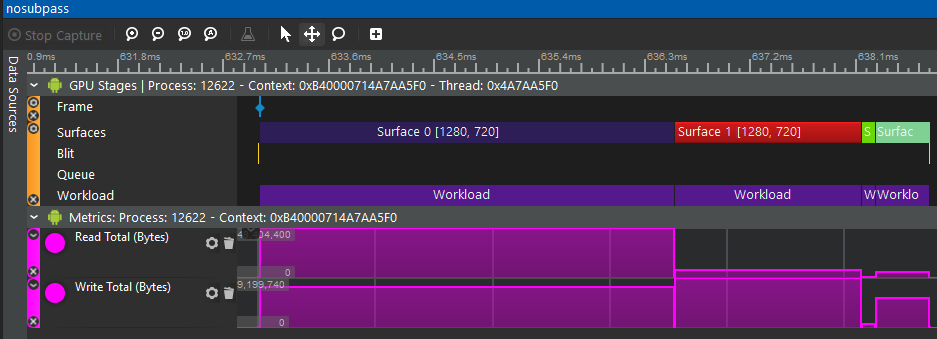 nosubpass
Stop Capture
1.0 A
0.9ms 631.8ms 632.7ms 633.6ms 634.5ms 635.4ms 636.3ms 637.2ms 638.1ms
Data Sources
GPU Stages | Process: 12622 - Context: 0xB40000714A7AA5F0 - Thread: 0x4A7AA5F0
Frame
Surfaces Surface 0 [1280, 720] Surface 1 [1280, 720] S Surfac
Blit
Queue
Workload Workload Workload W Worklo
Metrics: Process: 12622 - Context: 0xB40000714A7AA5F0
Read Total (Bytes) 04,400
0
Write Total (Bytes) 9,199,740
0